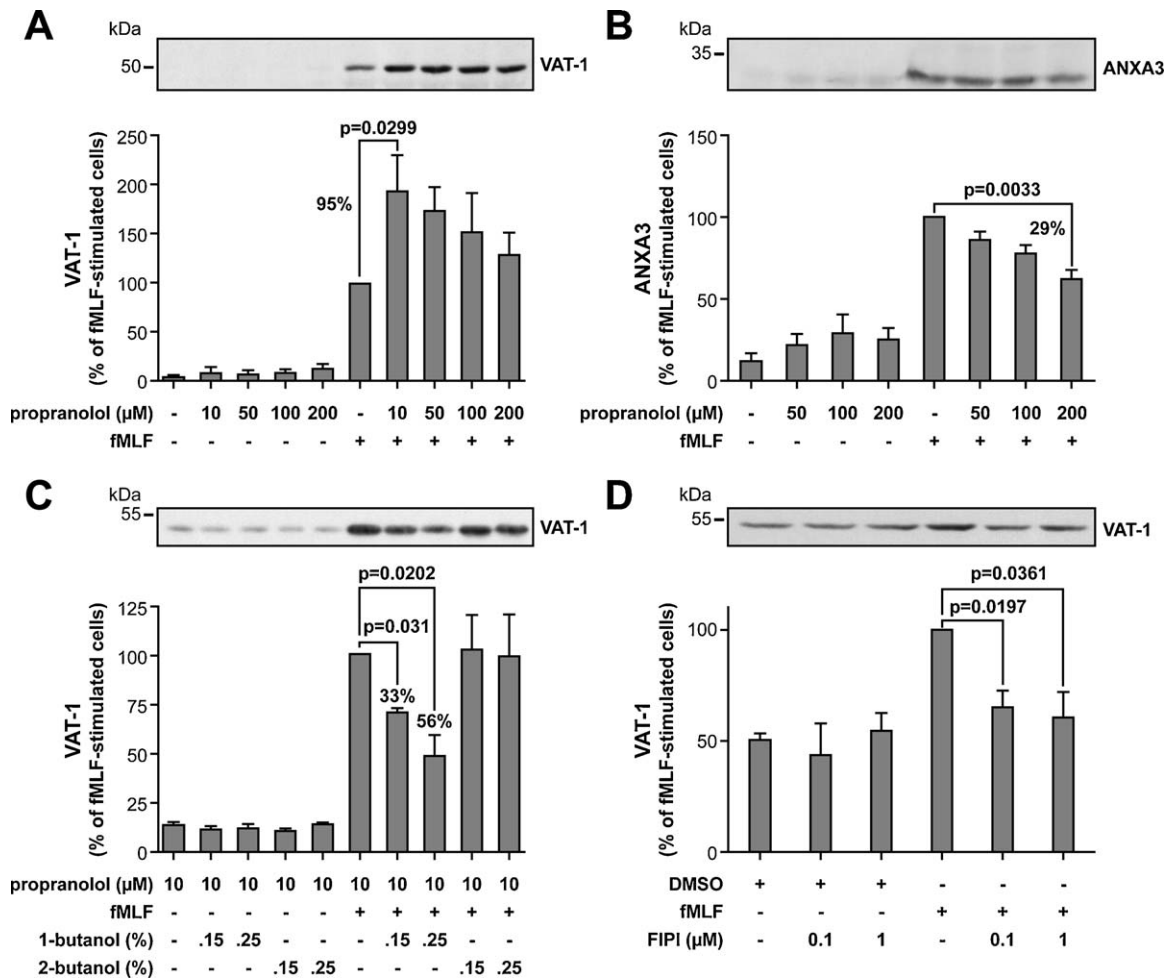 A
kDa
50
VAT-1
p=0.0299
95%
VAT-1
(% of fMLF-stimulated cells)
250
200
150
100
50
0
propranolol (µM) - 10 50 100 200 - 10 50 100 200
fMLF - - - - - + + + + +
B
kDa
35
ANXA3
p=0.0033
29%
ANXA3
(% of fMLF-stimulated cells)
150
100
50
0
propranolol (µM) - 50 100 200 - 50 100 200
fMLF - - - - + + + +
C
kDa
55
VAT-1
p=0.0202
p=0.031
33%
56%
VAT-1
(% of fMLF-stimulated cells)
125
100
75
50
25
0
propranolol (µM) 10 10 10 10 10 10 10 10 10 10
fMLF - - - - - + + + + +
1-butanol (%) - .15 .25 - - - .15 .25 - -
2-butanol (%) - - - .15 .25 - - - .15 .25
D
kDa
55
VAT-1
p=0.0361
p=0.0197
VAT-1
(% of fMLF-stimulated cells)
100
50
0
DMSO + + + - - -
fMLF - - - + + +
FIPI (µM) - 0.1 1 - 0.1 1